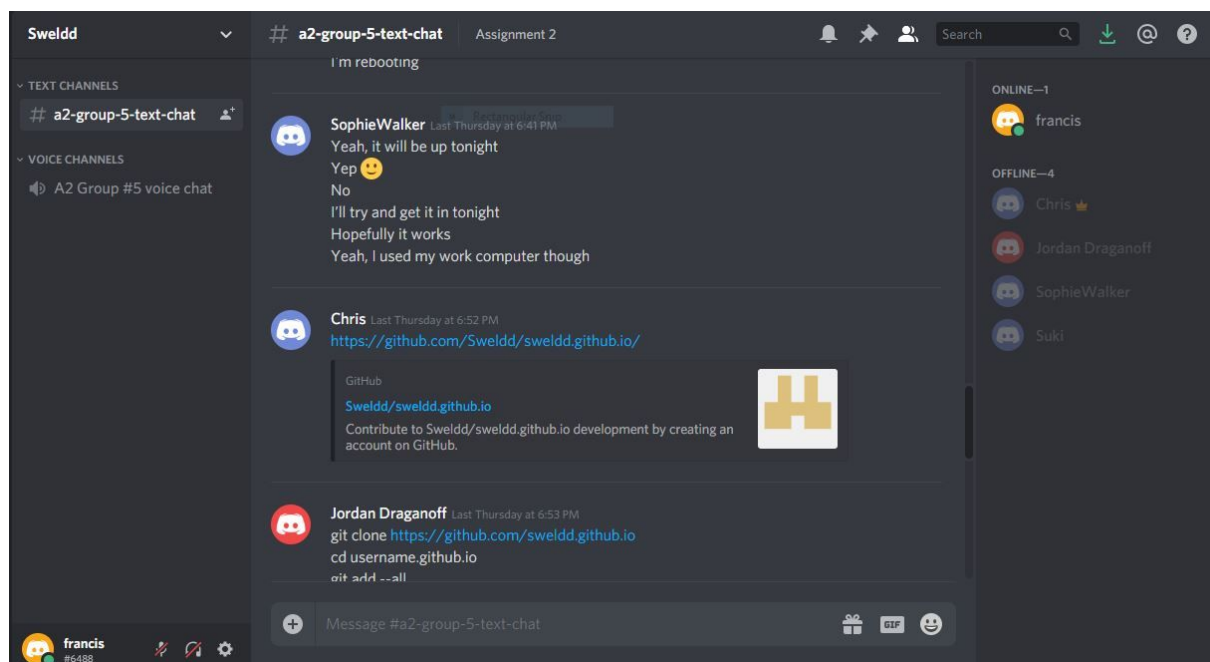 Sweldd
a2-group-5-text-chat
Assignment 2
Search
TEXT CHANNELS
a2-group-5-text-chat
VOICE CHANNELS
A2 Group #5 voice chat
I'm rebooting
SophieWalker Last Thursday at 6:41 PM
Yeah, it will be up tonight
Yep
No
I'll try and get it in tonight
Hopefully it works
Yeah, I used my work computer though
Chris Last Thursday at 6:52 PM
https://github.com/Sweldd/sweldd.github.io/
GitHub
Sweldd/sweldd.github.io
Contribute to Sweldd/sweldd.github.io development by creating an
account on GitHub.
Jordan Draganoff Last Thursday at 6:53 PM
git clone https://github.com/sweldd.github.io
cd username.github.io
git add --all
Message #a2-group-5-text-chat
GIF
francis
#6488
ONLINE—1
francis
OFFLINE—4
Chris
Jordan Draganoff
SophieWalker
Suki